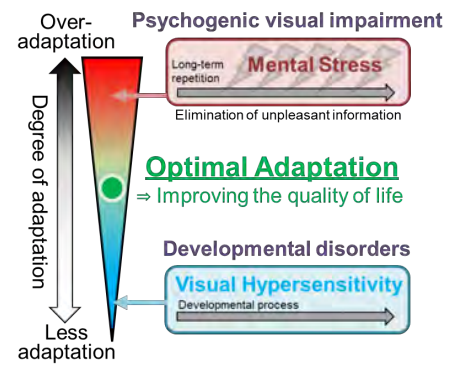 Over-
adaptation
Psychogenic visual impairment
Long-term
repetition
Mental Stress
Elimination of unpleasant information
Degree of adaptation
Optimal Adaptation
⇒ Improving the quality of life
Developmental disorders
Visual Hypersensitivity
Developmental process
Less
adaptation